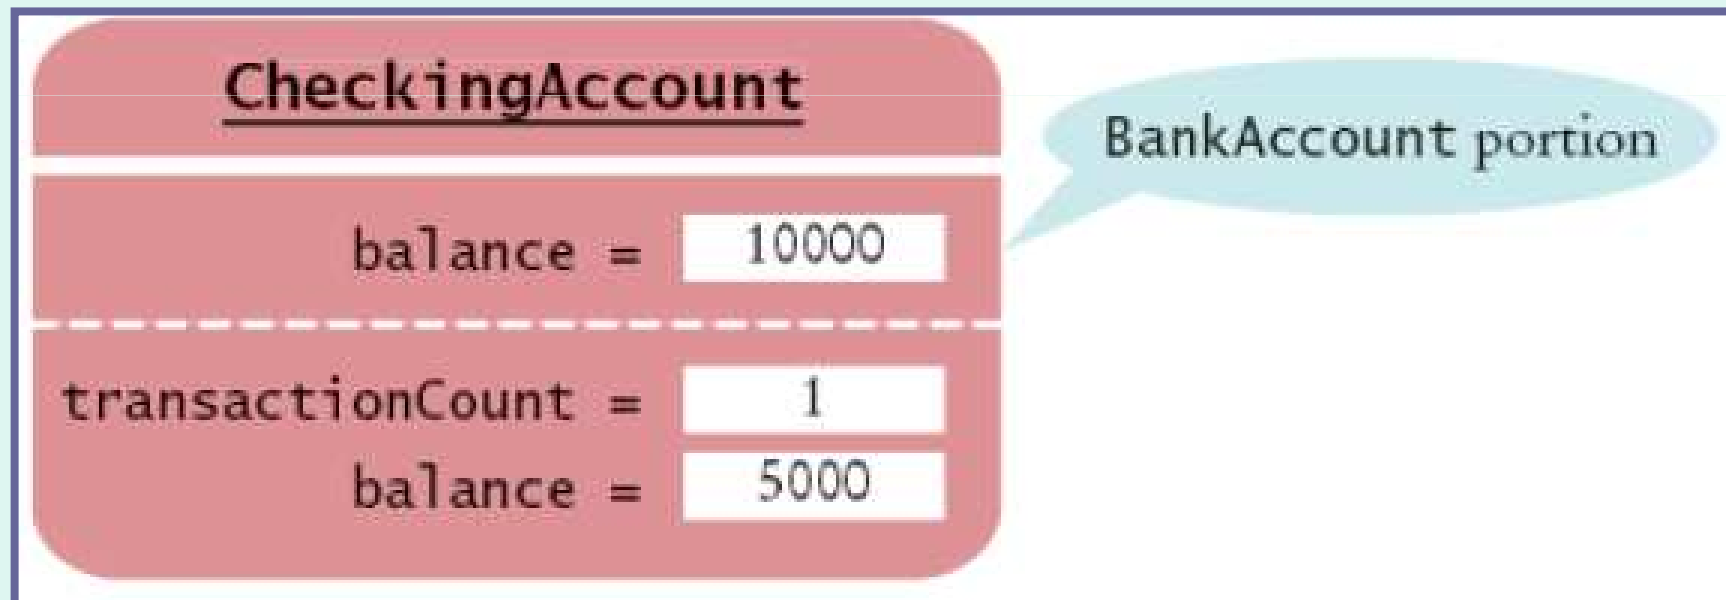 CheckingAccount
BankAccount portion
balance = 10000
transactionCount = 1
balance = 5000